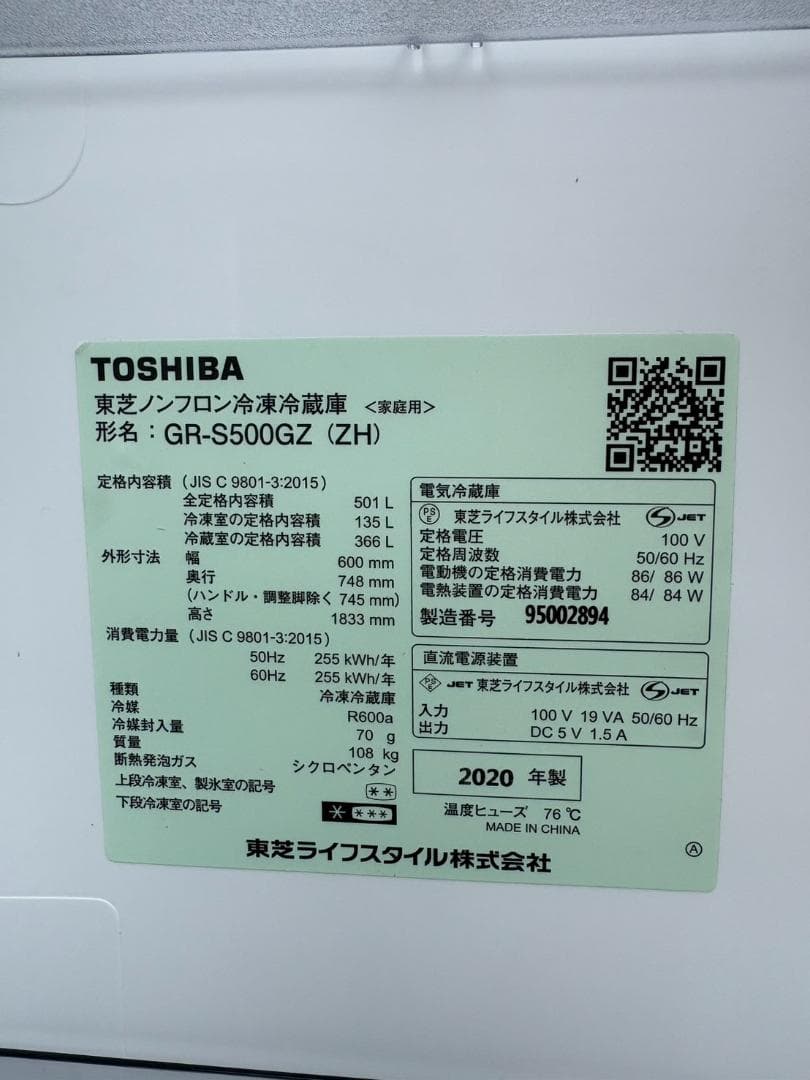 TOSHIBA
東芝ノンフロン冷凍冷蔵庫 <家庭用>
形名：GR-S500GZ (ZH)
定格内容積 (JIS C 9801-3:2015)
全定格内容積 501 L
冷凍室の定格内容積 135 L
冷蔵室の定格内容積 366 L
外形寸法 幅 600 mm
奥行 748 mm
(ハンドル・調整脚除く 745 mm)
高さ 1833 mm
消費電力量 (JIS C 9801-3:2015)
50Hz 255 kWh/年
60Hz 255 kWh/年
種類 冷凍冷蔵庫
冷媒 R600a
冷媒封入量 70 g
質量 108 kg
断熱発泡ガス シクロペンタン
上段冷凍室、製氷室の記号 **
下段冷凍室の記号 * ***
電気冷蔵庫
PSE 東芝ライフスタイル株式会社 S JET
定格電圧 100 V
定格周波数 50/60 Hz
電動機の定格消費電力 86/ 86 W
電熱装置の定格消費電力 84/ 84 W
製造番号 95002894
直流電源装置
PSE JET 東芝ライフスタイル株式会社 S JET
入力 100 V 19 VA 50/60 Hz
出力 DC 5 V 1.5 A
2020 年製
温度ヒューズ 76 ℃
MADE IN CHINA
東芝ライフスタイル株式会社
Ⓐ